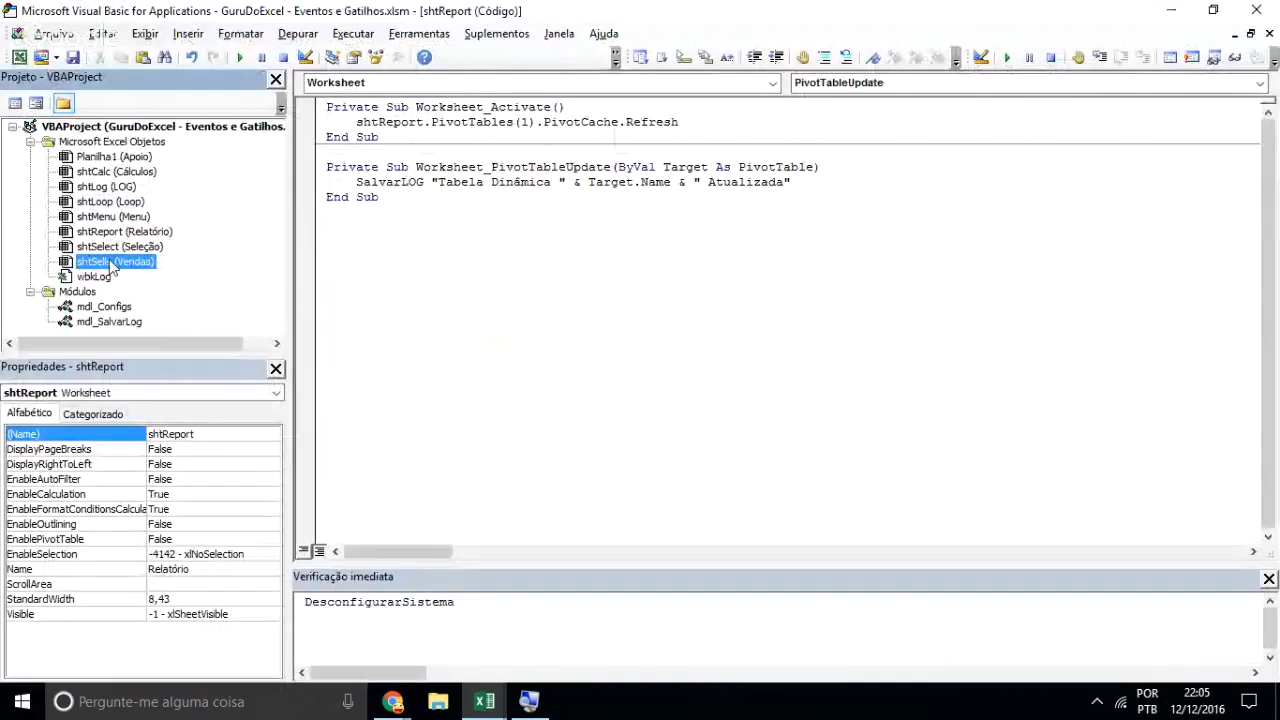 Microsoft Visual Basic for Applications - GuruDoExcel - Eventos e Gatilhos.xlsm - [shtReport (Código)]
Arquivo Editar Exibir Inserir Formatar Depurar Executar Ferramentas Suplementos Janela Ajuda
Projeto - VBAProject
VBAProject (GuruDoExcel - Eventos e Gatilhos.
Microsoft Excel Objetos
Planilha1 (Apoio)
shtCalc (Cálculos)
shtLog (LOG)
shtLoop (Loop)
shtMenu (Menu)
shtReport (Relatório)
shtSelect (Seleção)
(Vendas)
wbkLog
Módulos
mdl_Configs
mdl_SalvarLog
Propriedades - shtReport
shtReport Worksheet
Alfabético Categorizado
(Name) shtReport
DisplayPageBreaks False
DisplayRightToLeft False
EnableAutoFilter False
EnableCalculation True
EnableFormatConditionsCalcula True
EnableOutlining False
EnablePivotTable False
EnableSelection -4142 - xlNoSelection
Name Relatório
ScrollArea
StandardWidth 8,43
Visible -1 - xlSheetVisible
Worksheet PivotTableUpdate
Private Sub Worksheet_Activate()
shtReport.PivotTables(1).PivotCache.Refresh
End Sub
Private Sub Worksheet_PivotTableUpdate(ByVal Target As PivotTable)
SalvarLOG "Tabela Dinâmica " & Target.Name & " Atualizada"
End Sub
Verificação imediata
DesconfigurarSistema
Pergunte-me alguma coisa
POR
PTB
22:05
12/12/2016